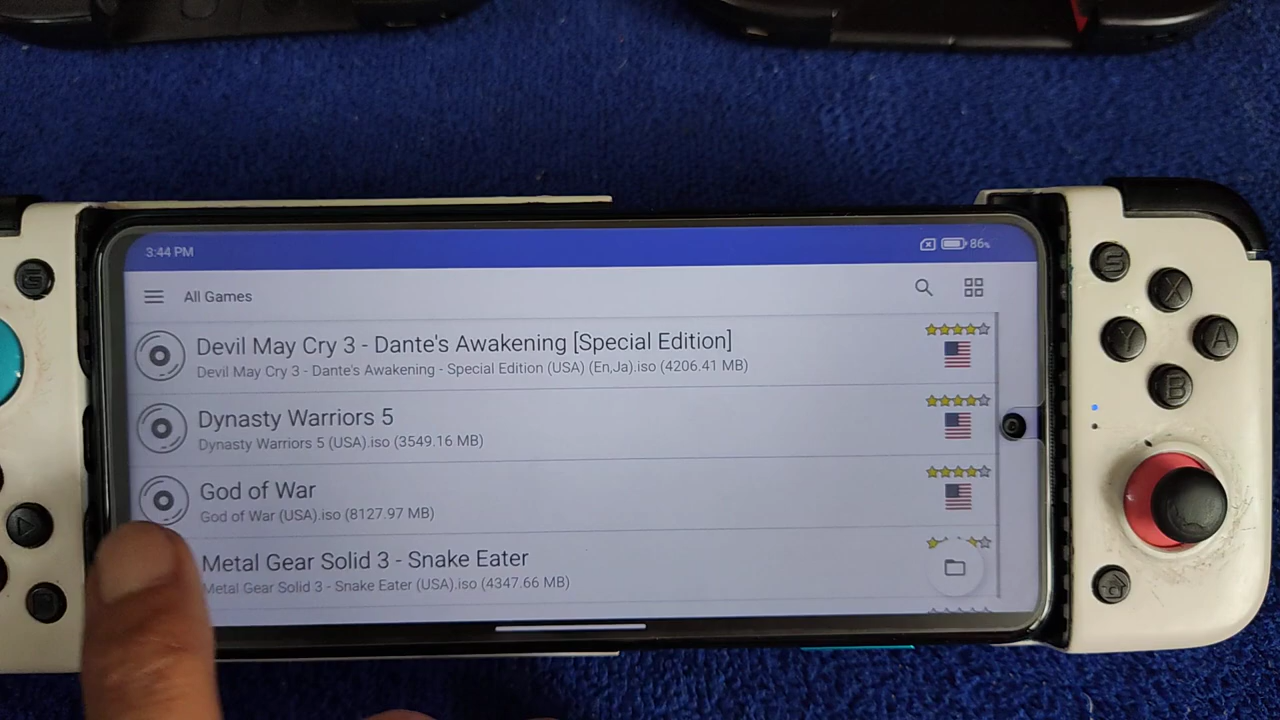 3:44 PM
86%
All Games
Devil May Cry 3 - Dante's Awakening [Special Edition]
Devil May Cry 3 - Dante's Awakening - Special Edition (USA) (En,Ja).iso (4206.41 MB)
Dynasty Warriors 5
Dynasty Warriors 5 (USA).iso (3549.16 MB)
God of War
God of War (USA).iso (8127.97 MB)
Metal Gear Solid 3 - Snake Eater
Metal Gear Solid 3 - Snake Eater (USA).iso (4347.66 MB)
S
X
Y
A
B